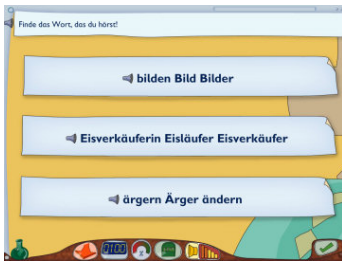 Finde das Wort, das du hörst!
bilden Bild Bilder
Eisverkäuferin Eisläufer Eisverkäufer
ärgern Ärger ändern